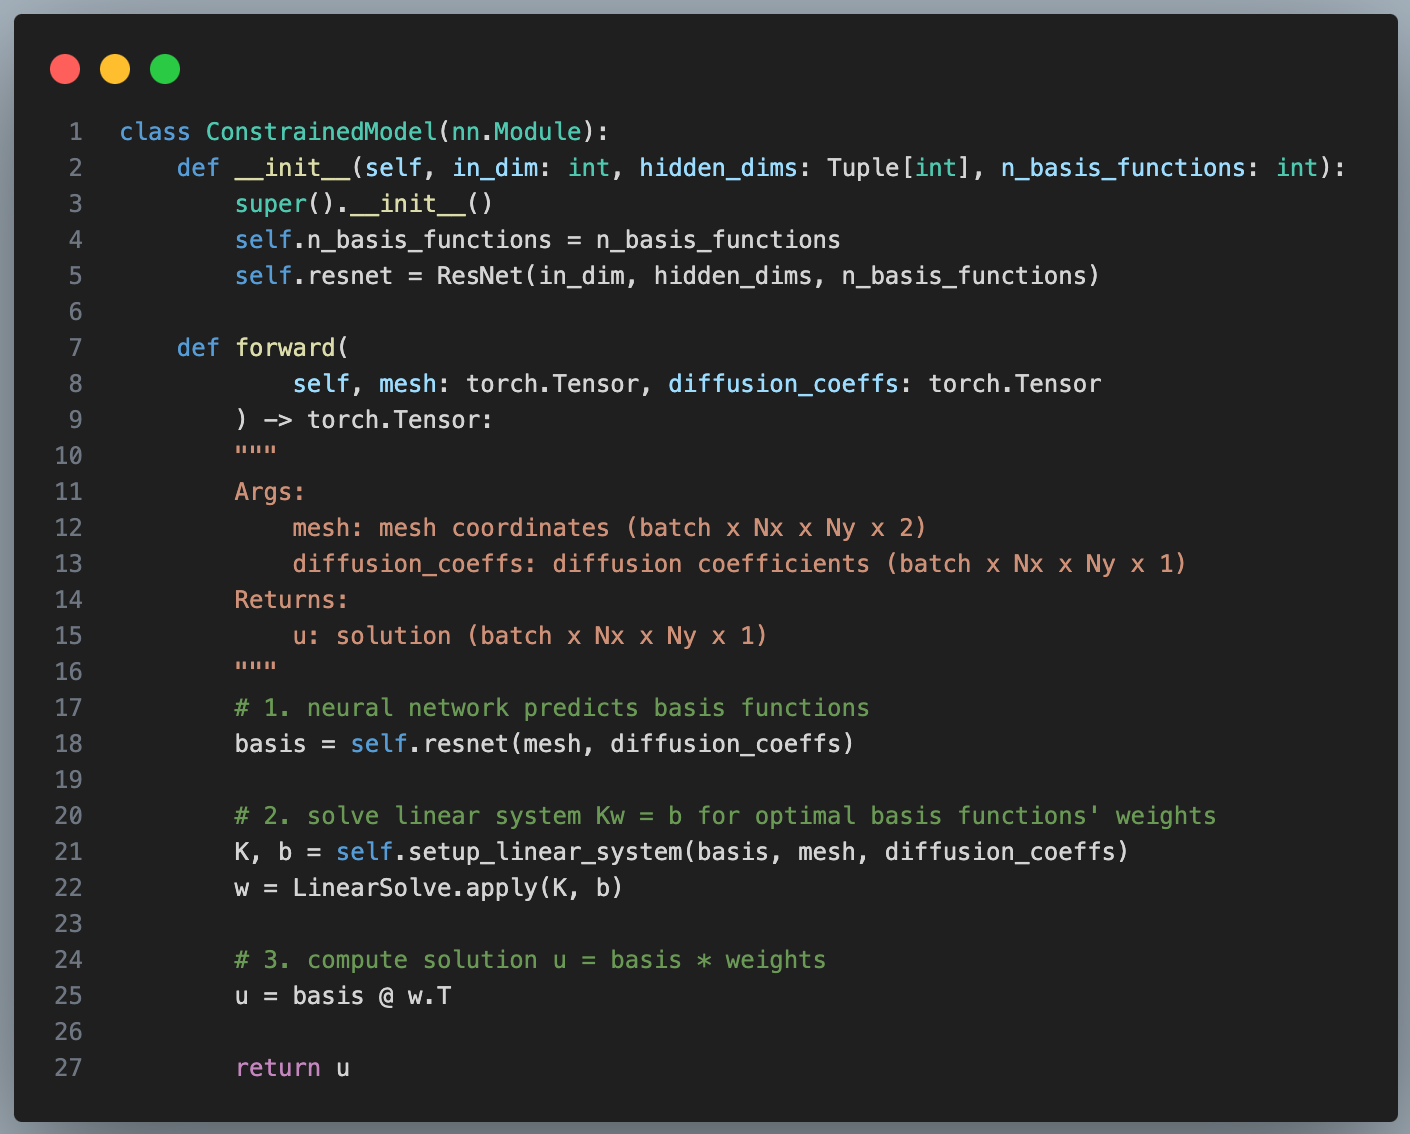 1 class ConstrainedModel(nn.Module):
2     def __init__(self, in_dim: int, hidden_dims: Tuple[int], n_basis_functions: int):
3         super().__init__()
4         self.n_basis_functions = n_basis_functions
5         self.resnet = ResNet(in_dim, hidden_dims, n_basis_functions)
6
7     def forward(
8             self, mesh: torch.Tensor, diffusion_coeffs: torch.Tensor
9         ) -> torch.Tensor:
10         """
11         Args:
12             mesh: mesh coordinates (batch x Nx x Ny x 2)
13             diffusion_coeffs: diffusion coefficients (batch x Nx x Ny x 1)
14         Returns:
15             u: solution (batch x Nx x Ny x 1)
16         """
17         # 1. neural network predicts basis functions
18         basis = self.resnet(mesh, diffusion_coeffs)
19
20         # 2. solve linear system Kw = b for optimal basis functions' weights
21         K, b = self.setup_linear_system(basis, mesh, diffusion_coeffs)
22         w = LinearSolve.apply(K, b)
23
24         # 3. compute solution u = basis * weights
25         u = basis @ w.T
26
27         return u